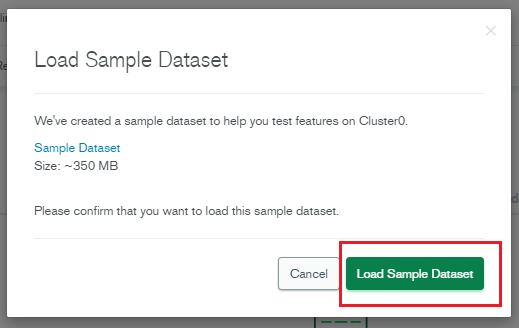 Load Sample Dataset
We've created a sample dataset to help you test features on Cluster0.
Sample Dataset
Size: ~350 MB
Please confirm that you want to load this sample dataset.
Cancel
Load Sample Dataset